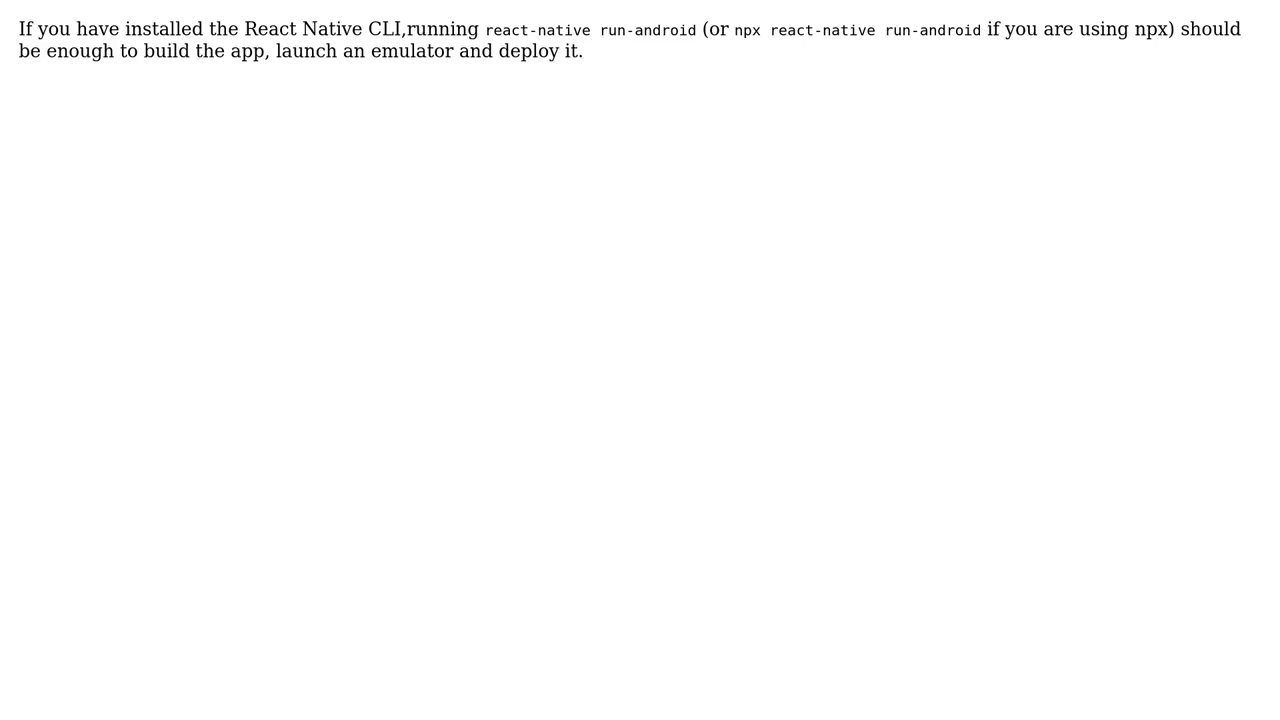 If you have installed the React Native CLI,running react-native run-android (or npx react-native run-android if you are using npx) should
be enough to build the app, launch an emulator and deploy it.